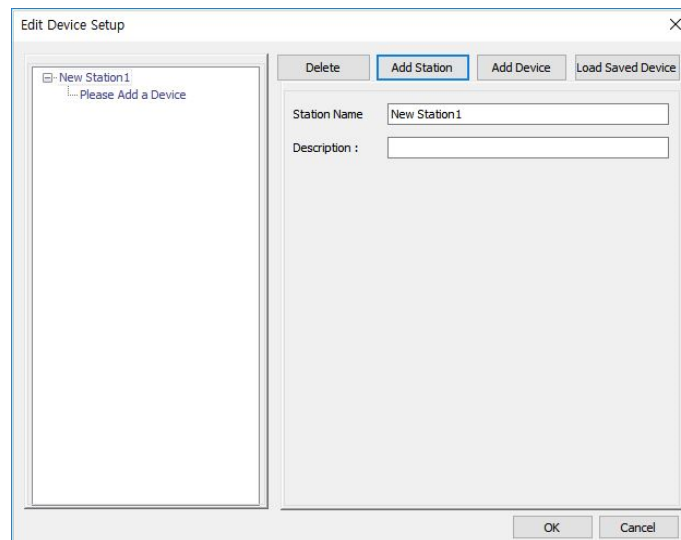 Edit Device Setup
New Station1
Please Add a Device
Delete Add Station Add Device Load Saved Device
Station Name New Station1
Description :
OK Cancel